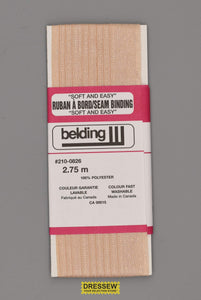 "SOFT AND EASY"
RUBAN À BORD/SEAM BINDING
"SOFT AND EASY"
belding
#210-0826
2.75 m
100% POLYESTER
COULEUR GARANTIE COLOUR FAST
LAVABLE WASHABLE
Fabriqué au Canada Made in Canada
CA 00015
DRESSEW